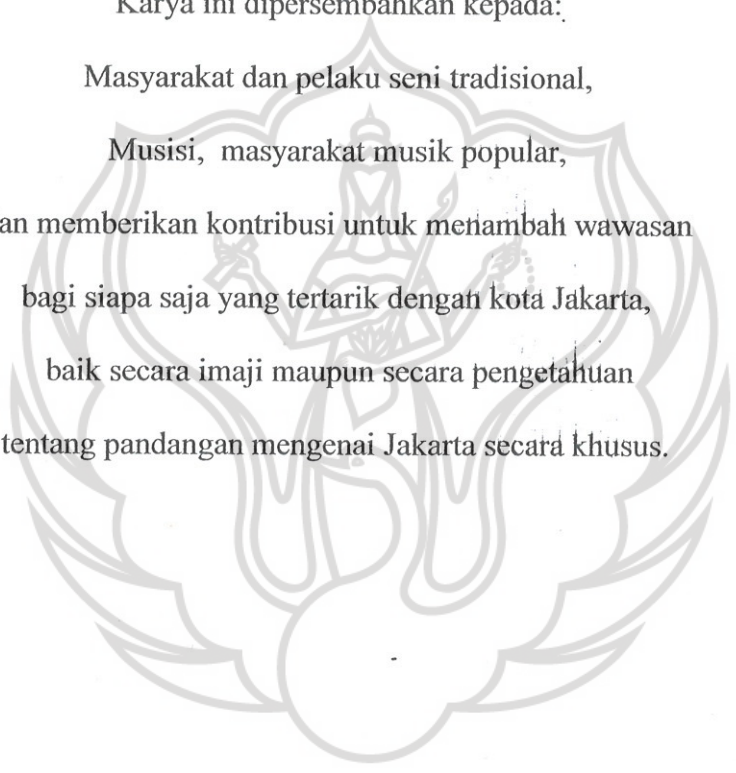 Karya ini dipersembahkan kepada:
Masyarakat dan pelaku seni tradisional,
Musisi, masyarakat musik popular,
an memberikan kontribusi untuk menambah wawasan
bagi siapa saja yang tertarik dengan kota Jakarta,
baik secara imaji maupun secara pengetahuan
tentang pandangan mengenai Jakarta secara khusus.